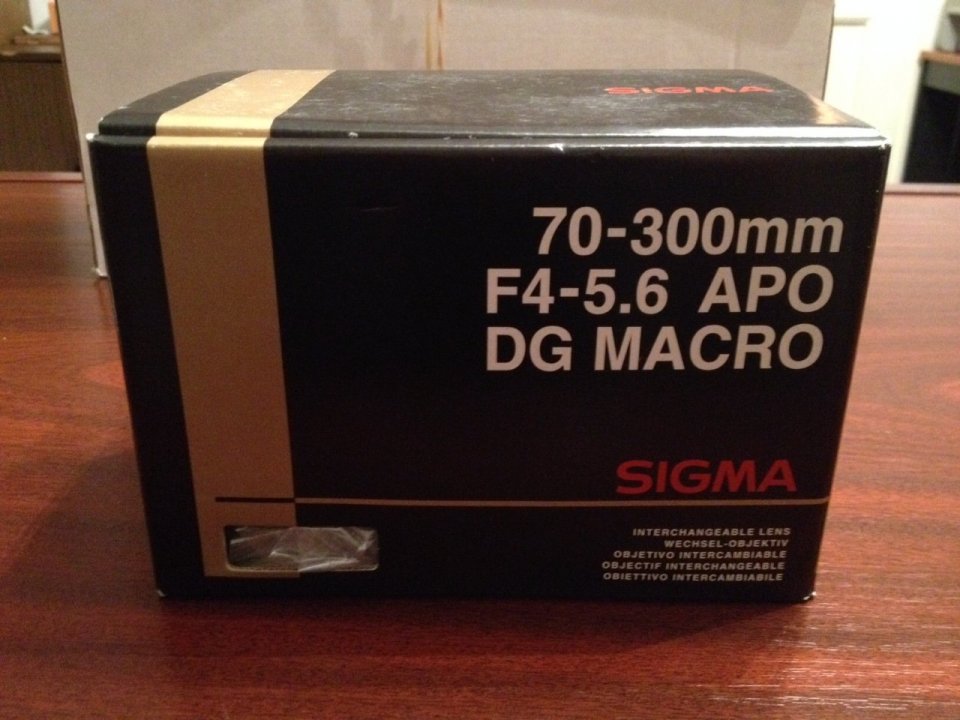 SIGMA
70-300mm
F4-5.6 APO
DG MACRO
SIGMA
INTERCHANGEABLE LENS
WECHSEL-OBJEKTIV
OBJETIVO INTERCAMBIABLE
OBJECTIF INTERCHANGEABLE
OBIETTIVO INTERCAMBIABILE